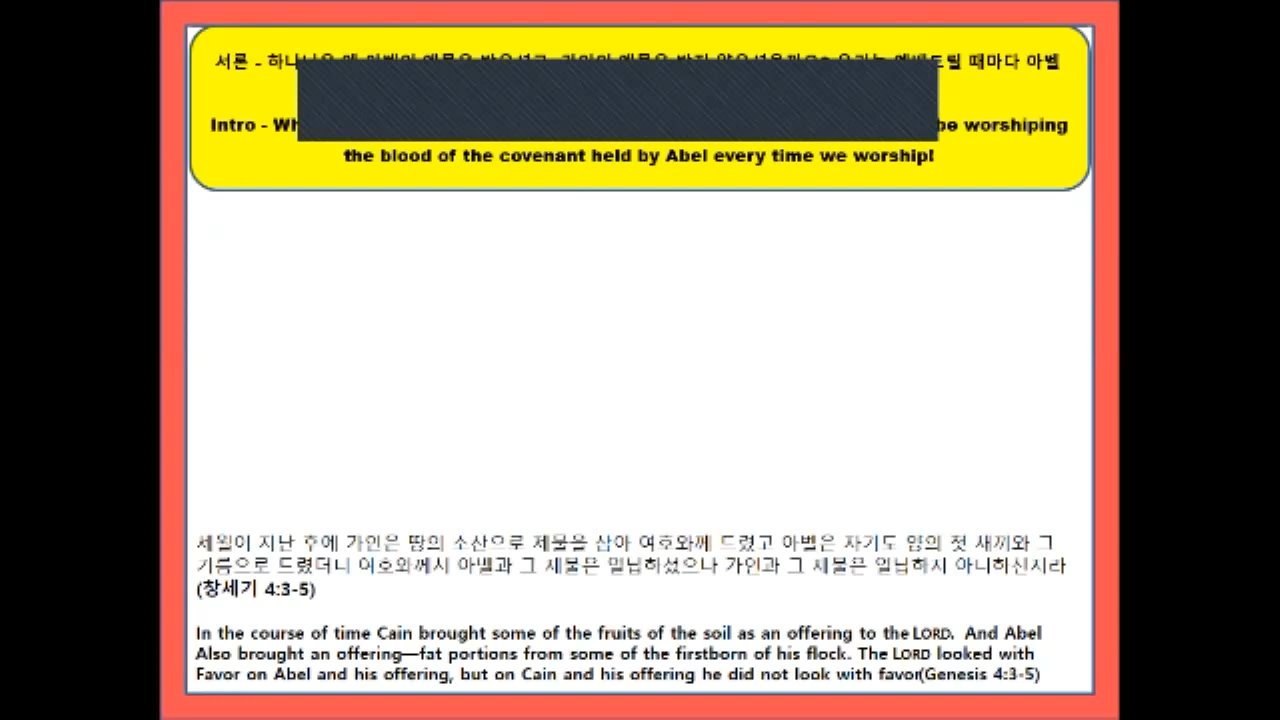 서론 - 하나님은 왜 아벨의 예물은 받으셨고, 가인의 예물은 받지 않으셨을까요? 우리는 예배드릴 때마다 아벨
Intro - Wh be worshiping
the blood of the covenant held by Abel every time we worship!
세월이 지난 후에 가인은 땅의 소산으로 제물을 삼아 여호와께 드렸고 아벨은 자기도 양의 첫 새끼와 그
기름으로 드렸더니 여호와께서 아벨과 그 제물은 열납하셨으나 가인과 그 제물은 열납하지 아니하신지라
(창세기 4:3-5)
In the course of time Cain brought some of the fruits of the soil as an offering to the LORD. And Abel
Also brought an offering—fat portions from some of the firstborn of his flock. The LORD looked with
Favor on Abel and his offering, but on Cain and his offering he did not look with favor(Genesis 4:3-5)